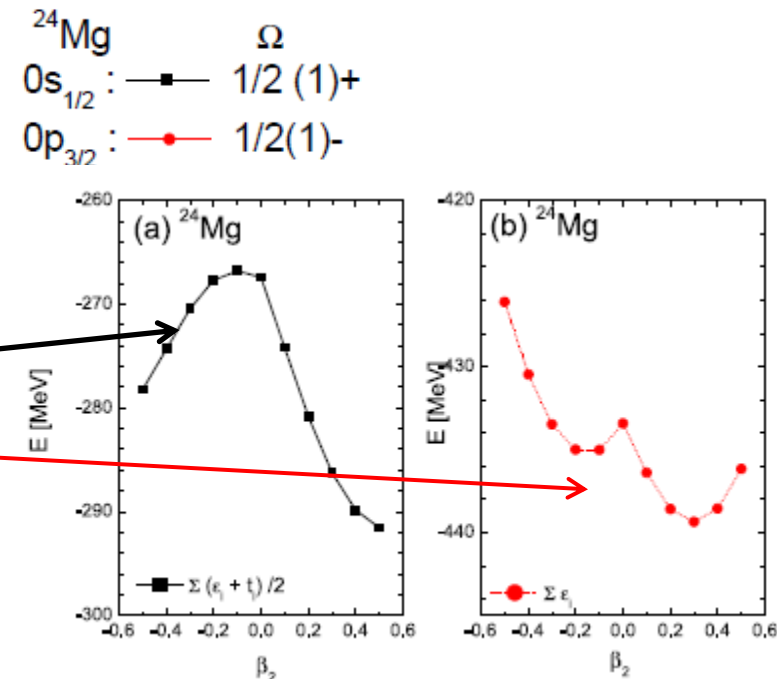 ²⁴Mg Ω
0s₁/₂ : 1/2 (1)+
0p₃/₂ : 1/2(1)-
(a) ²⁴Mg
-260
-270
-280
-290
-300
E [MeV]
Σ (εᵢ + tᵢ) /2
-0,6 -0,4 -0,2 0,0 0,2 0,4 0,6
β₂
(b) ²⁴Mg
-420
-430
-440
E [MeV]
Σ εᵢ
-0,6 -0,4 -0,2 0,0 0,2 0,4 0,6
β₂